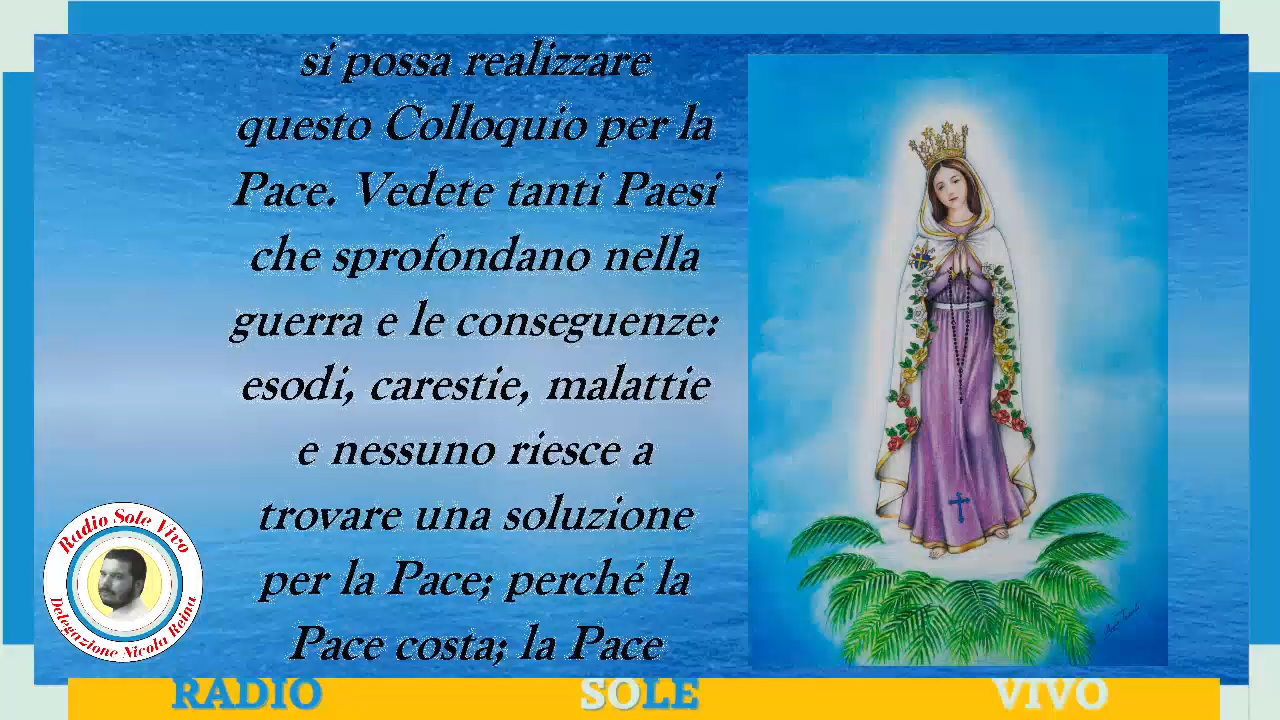 si possa realizzare
questo Colloquio per la
Pace. Vedete tanti Paesi
che sprofondano nella
guerra e le conseguenze:
esodi, carestie, malattie
e nessuno riesce a
trovare una soluzione
per la Pace; perché la
Pace costa; la Pace
Radio Sole Vivo
Delegazione Nicola Reina
RADIO SOLE VIVO